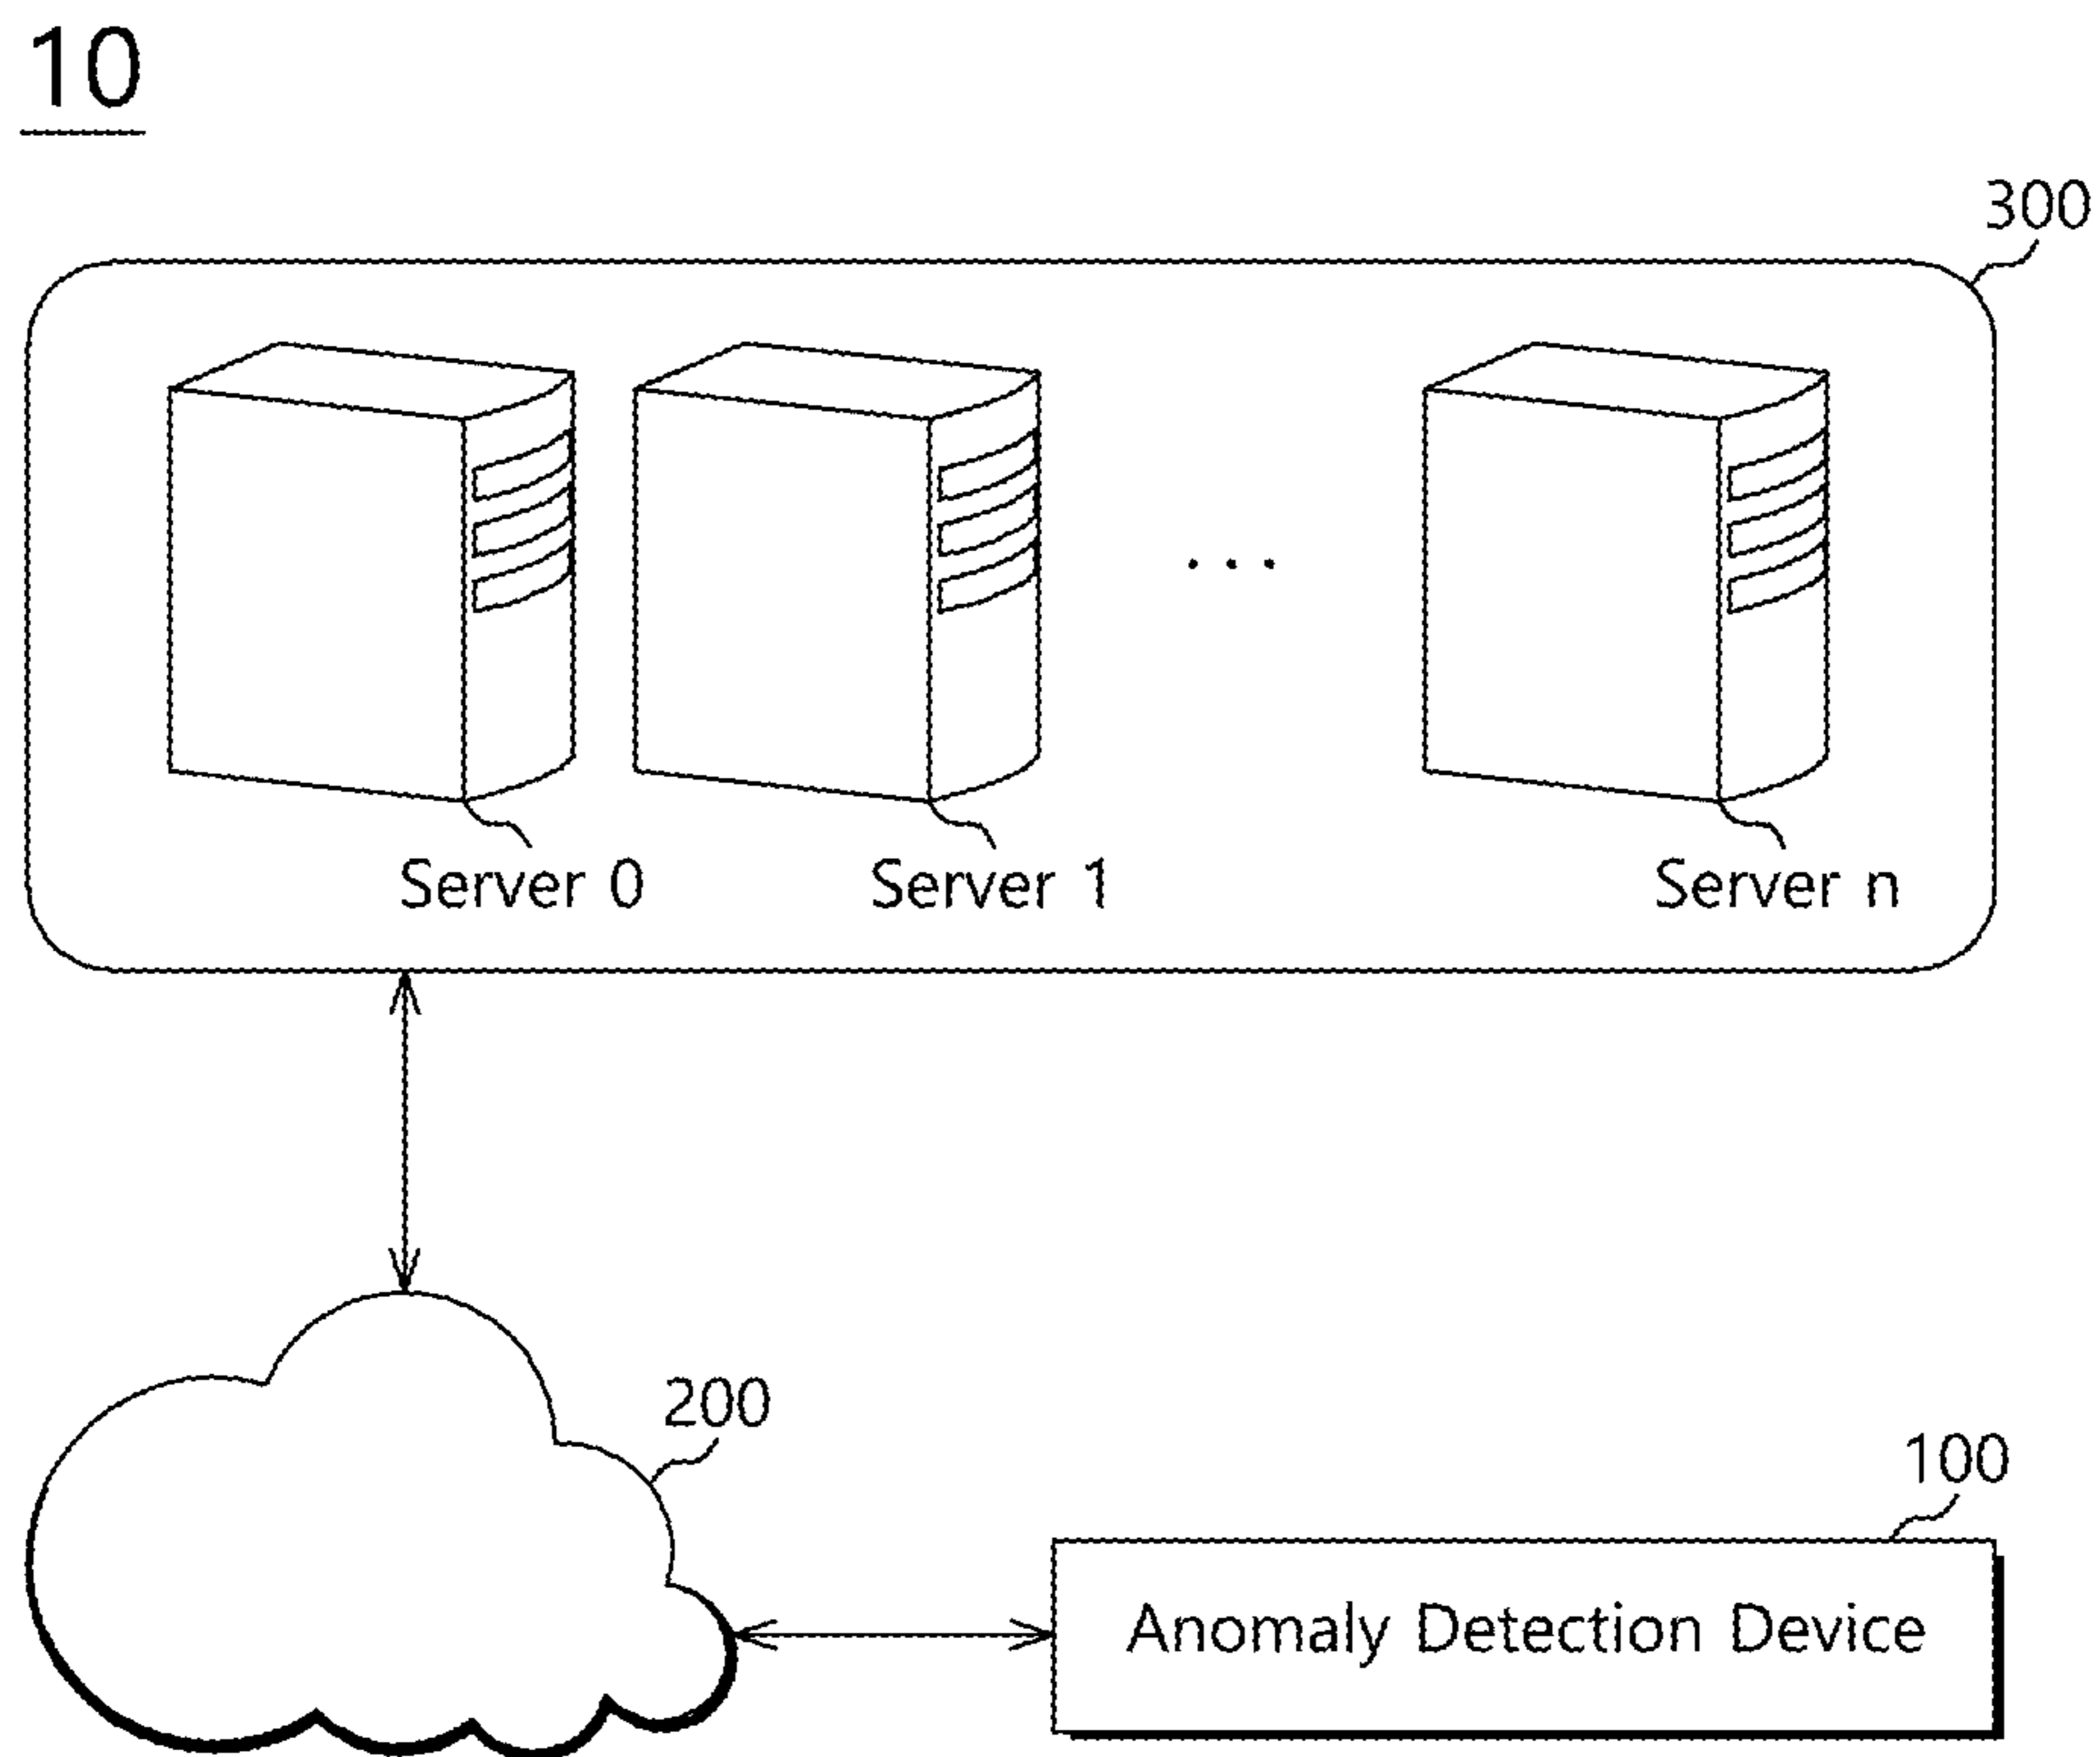 10
300
...
Server 0 Server 1 Server n
200
100
Anomaly Detection Device